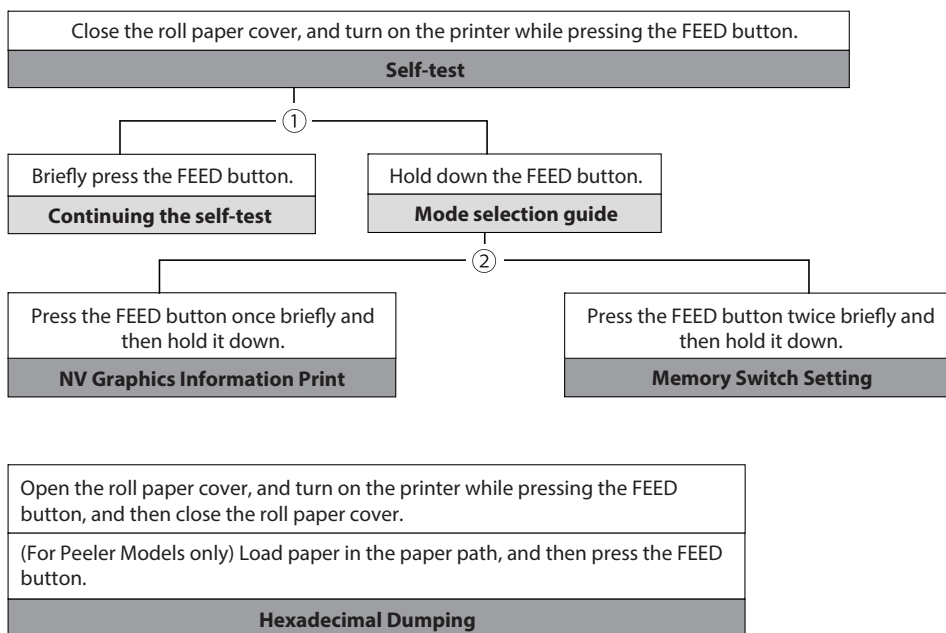 Close the roll paper cover, and turn on the printer while pressing the FEED button.
Self-test
①
Briefly press the FEED button.
Continuing the self-test
Hold down the FEED button.
Mode selection guide
②
Press the FEED button once briefly and
then hold it down.
NV Graphics Information Print
Press the FEED button twice briefly and
then hold it down.
Memory Switch Setting
Open the roll paper cover, and turn on the printer while pressing the FEED
button, and then close the roll paper cover.
(For Peeler Models only) Load paper in the paper path, and then press the FEED
button.
Hexadecimal Dumping